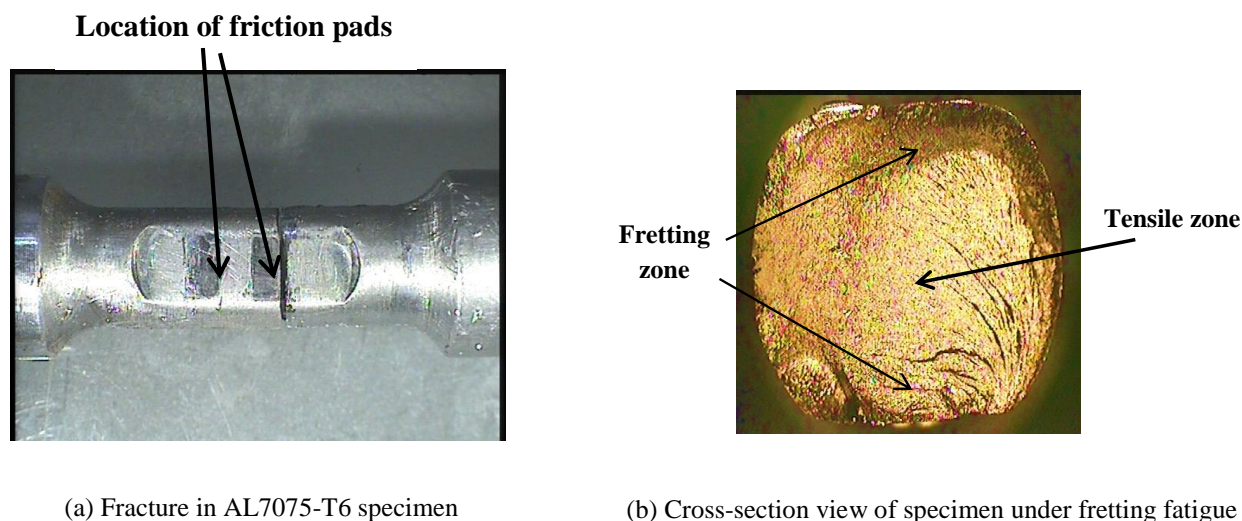 Location of friction pads
Fretting
zone
Tensile zone
(a) Fracture in AL7075-T6 specimen
(b) Cross-section view of specimen under fretting fatigue